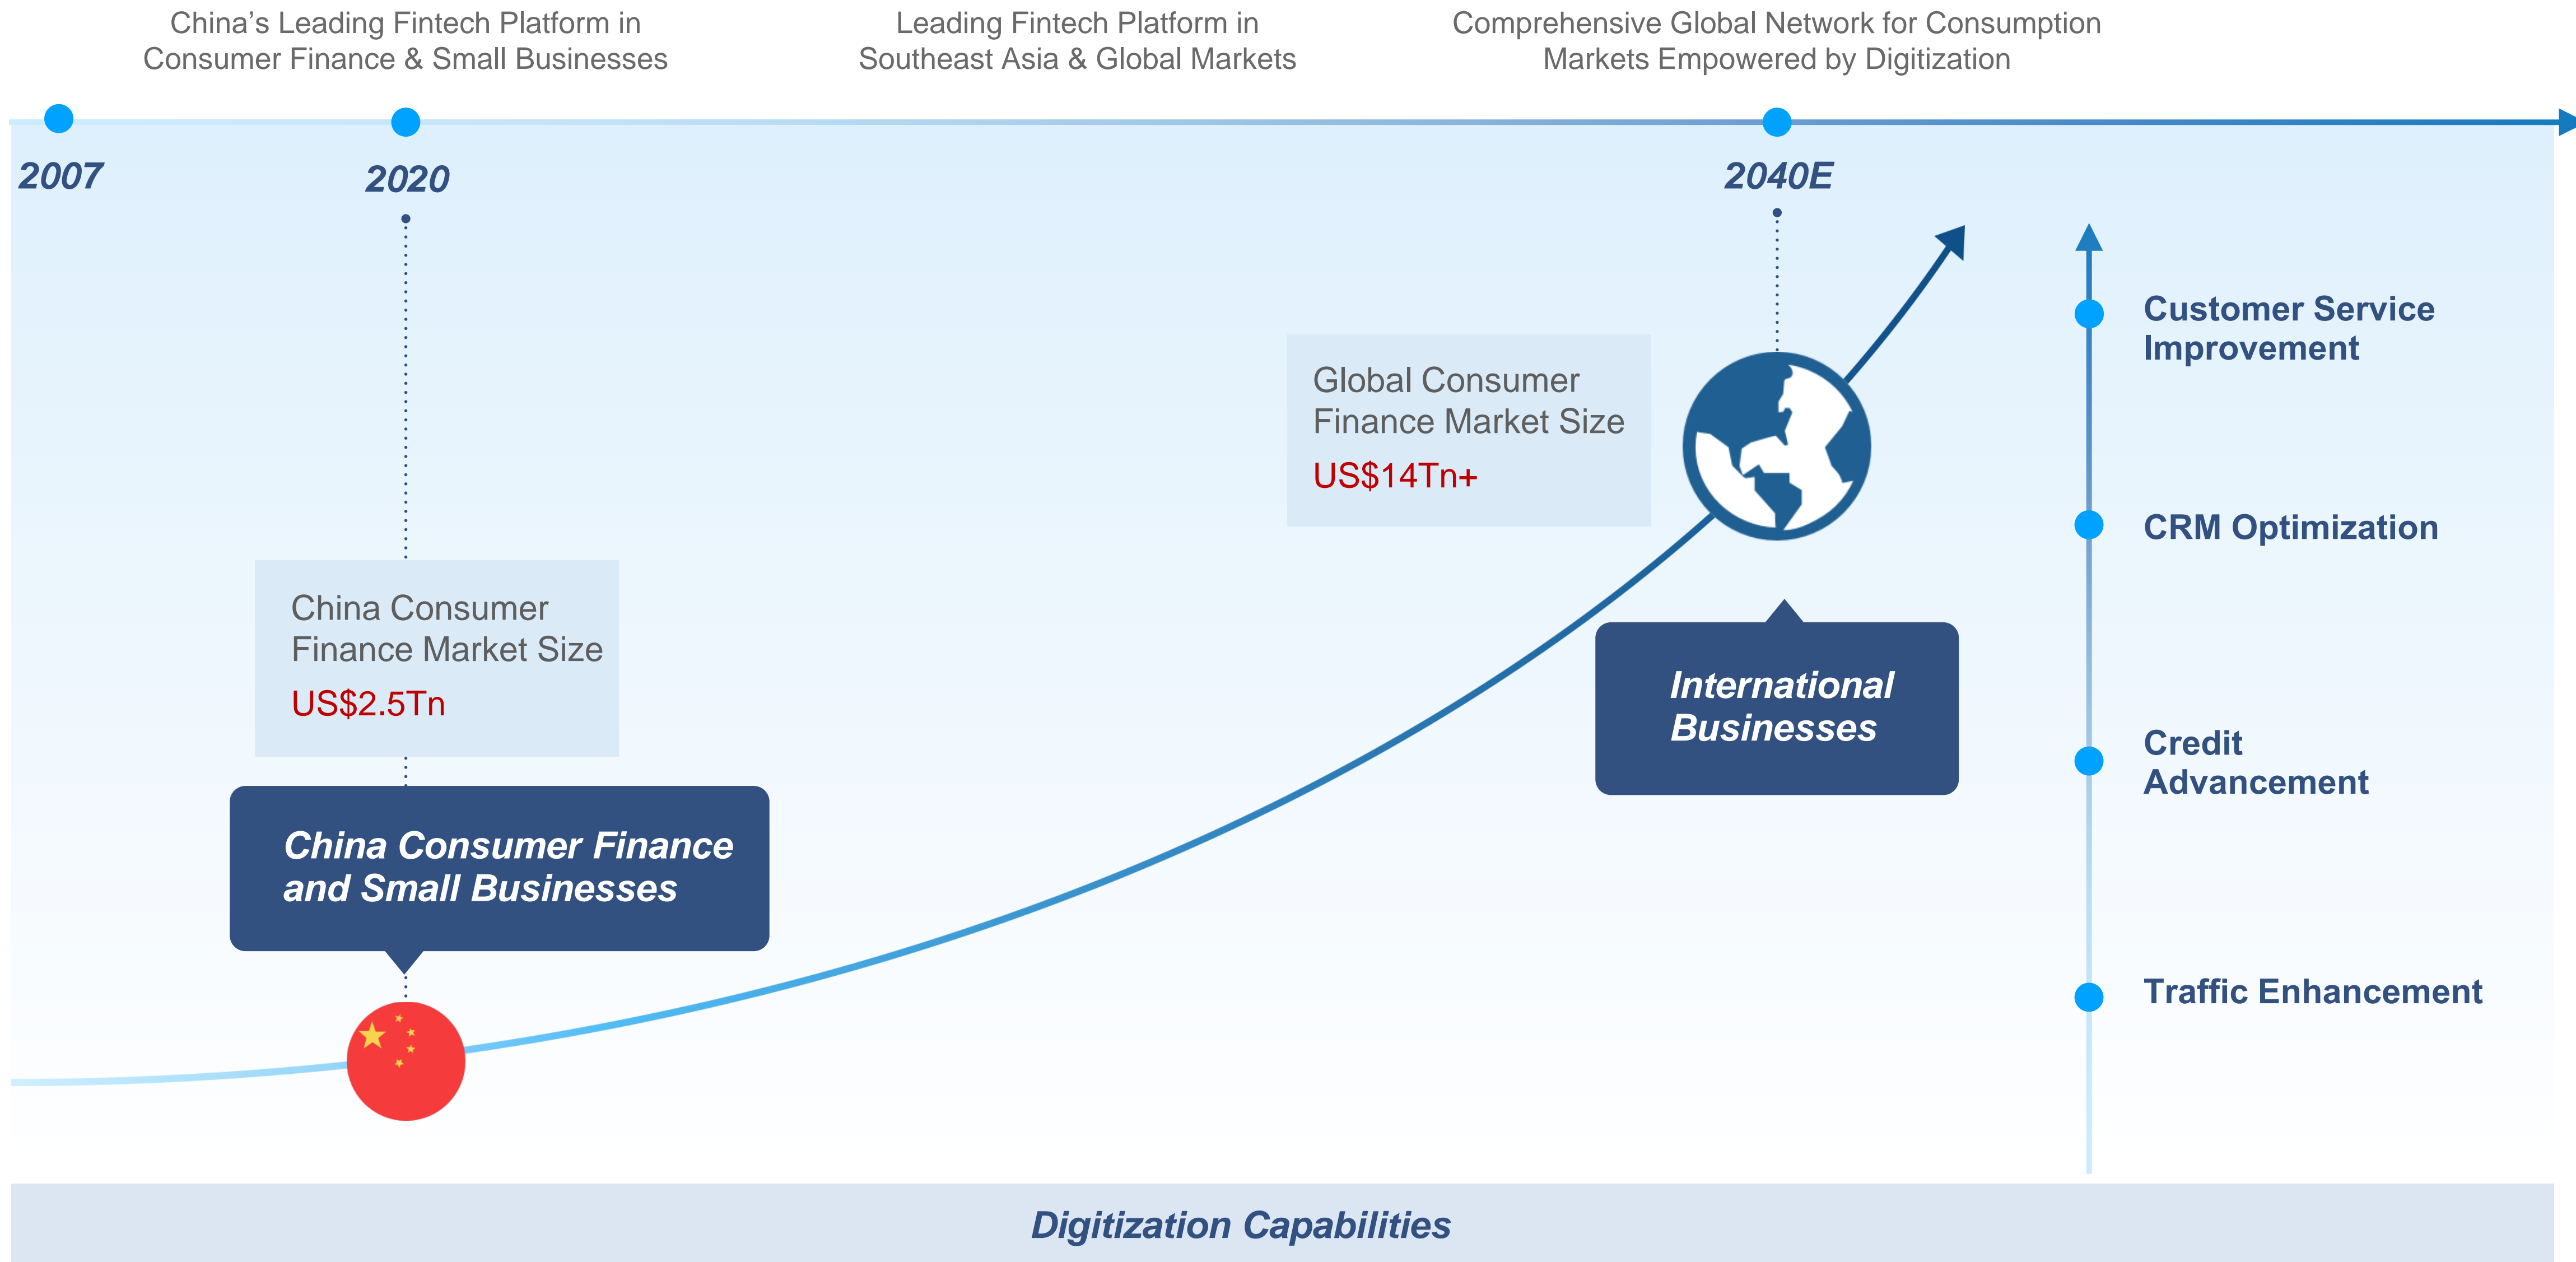 China’s Leading Fintech Platform in
Consumer Finance & Small Businesses
Leading Fintech Platform in
Southeast Asia & Global Markets
Comprehensive Global Network for Consumption
Markets Empowered by Digitization
2007
2020
2040E
Global Consumer
Finance Market Size
US$14Tn+
China Consumer
Finance Market Size
US$2.5Tn
China Consumer Finance
and Small Businesses
International
Businesses
Customer Service
Improvement
CRM Optimization
Credit
Advancement
Traffic Enhancement
Digitization Capabilities